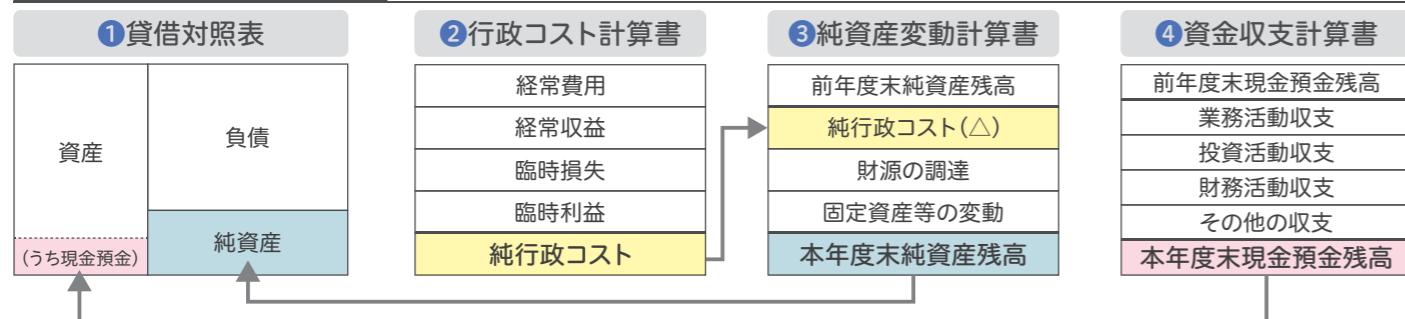 ❶貸借対照表
資産
(うち現金預金)
負債
純資産
❷行政コスト計算書
経常費用
経常収益
臨時損失
臨時利益
純行政コスト
❸純資産変動計算書
前年度末純資産残高
純行政コスト(△)
財源の調達
固定資産等の変動
本年度末純資産残高
❹資金収支計算書
前年度末現金預金残高
業務活動収支
投資活動収支
財務活動収支
その他の収支
本年度末現金預金残高